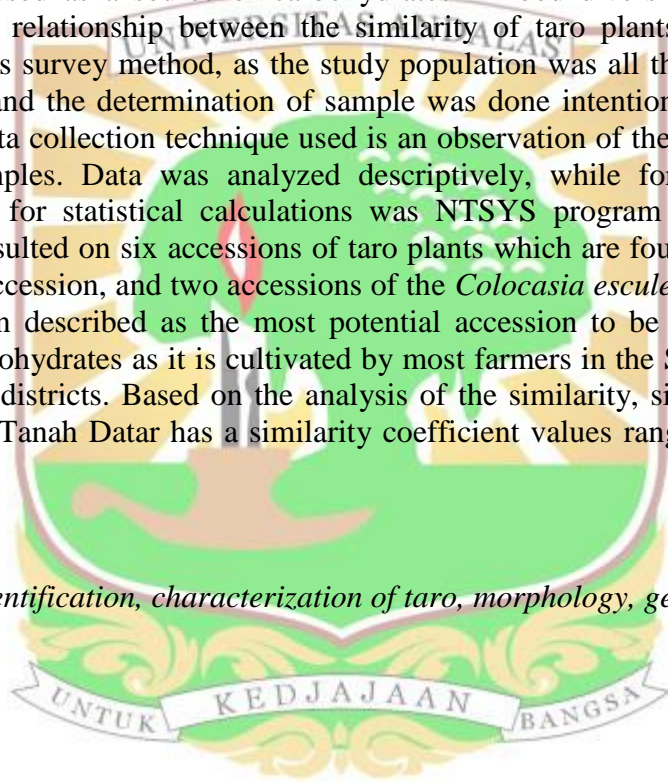 relationship between the similarity of taro plants
UNIVERSITAS ANDALAS
s survey method, as the study population was all th
and the determination of sample was done intention
ta collection technique used is an observation of the
nples. Data was analyzed descriptively, while for
for statistical calculations was NTSYS program
sulted on six accessions of taro plants which are fou
ccession, and two accessions of the Colocasia escule
n described as the most potential accession to be
ohydrates as it is cultivated by most farmers in the S
districts. Based on the analysis of the similarity, si
Tanah Datar has a similarity coefficient values rang
entification, characterization of taro, morphology, ge
UNTUK KEDJAJAAN BANGSA